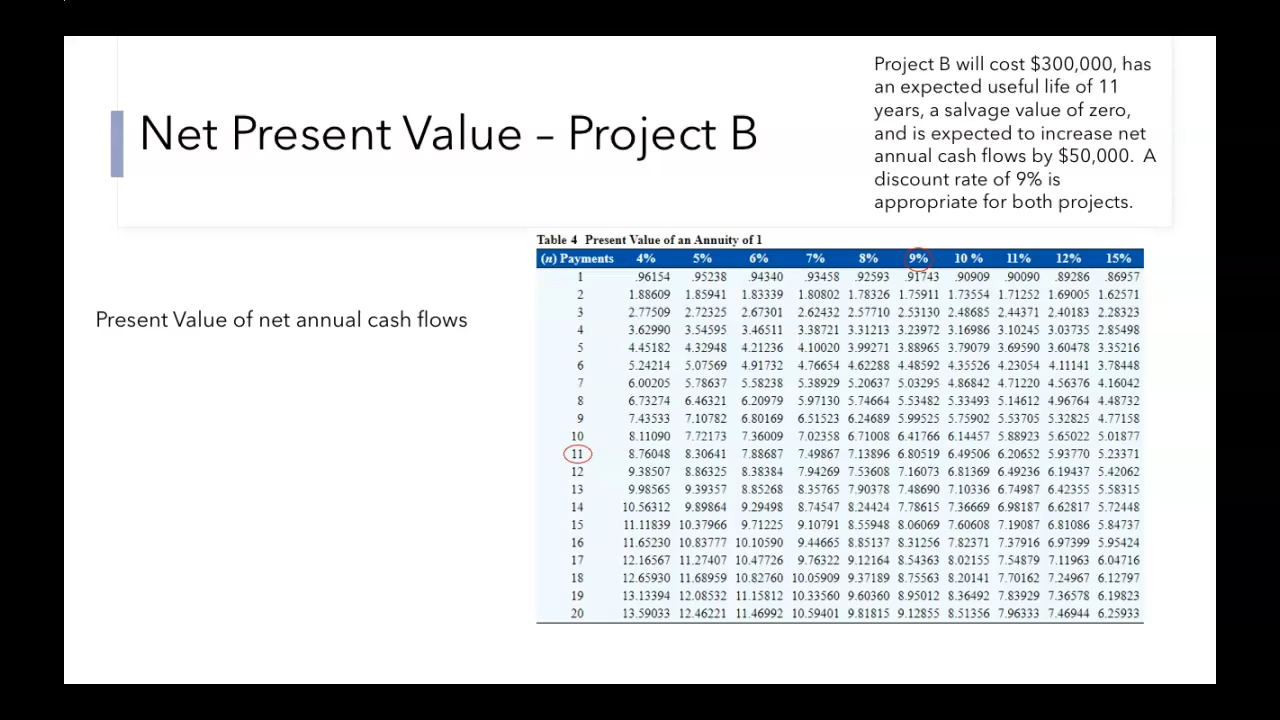 Net Present Value – Project B
Project B will cost $300,000, has
an expected useful life of 11
years, a salvage value of zero,
and is expected to increase net
annual cash flows by $50,000. A
discount rate of 9% is
appropriate for both projects.
Present Value of net annual cash flows
Table 4 Present Value of an Annuity of 1
(n) Payments 4% 5% 6% 7% 8% 9% 10 % 11% 12% 15%
1 .96154 .95238 .94340 .93458 .92593 .91743 .90909 .90090 .89286 .86957
2 1.88609 1.85941 1.83339 1.80802 1.78326 1.75911 1.73554 1.71252 1.69005 1.62571
3 2.77509 2.72325 2.67301 2.62432 2.57710 2.53130 2.48685 2.44371 2.40183 2.28323
4 3.62990 3.54595 3.46511 3.38721 3.31213 3.23972 3.16986 3.10245 3.03735 2.85498
5 4.45182 4.32948 4.21236 4.10020 3.99271 3.88965 3.79079 3.69590 3.60478 3.35216
6 5.24214 5.07569 4.91732 4.76654 4.62288 4.48592 4.35526 4.23054 4.11141 3.78448
7 6.00205 5.78637 5.58238 5.38929 5.20637 5.03295 4.86842 4.71220 4.56376 4.16042
8 6.73274 6.46321 6.20979 5.97130 5.74664 5.53482 5.33493 5.14612 4.96764 4.48732
9 7.43533 7.10782 6.80169 6.51523 6.24689 5.99525 5.75902 5.53705 5.32825 4.77158
10 8.11090 7.72173 7.36009 7.02358 6.71008 6.41766 6.14457 5.88923 5.65022 5.01877
11 8.76048 8.30641 7.88687 7.49867 7.13896 6.80519 6.49506 6.20652 5.93770 5.23371
12 9.38507 8.86325 8.38384 7.94269 7.53608 7.16073 6.81369 6.49236 6.19437 5.42062
13 9.98565 9.39357 8.85268 8.35765 7.90378 7.48690 7.10336 6.74987 6.42355 5.58315
14 10.56312 9.89864 9.29498 8.74547 8.24424 7.78615 7.36669 6.98187 6.62817 5.72448
15 11.11839 10.37966 9.71225 9.10791 8.55948 8.06069 7.60608 7.19087 6.81086 5.84737
16 11.65230 10.83777 10.10590 9.44665 8.85137 8.31256 7.82371 7.37916 6.97399 5.95424
17 12.16567 11.27407 10.47726 9.76322 9.12164 8.54363 8.02155 7.54879 7.11963 6.04716
18 12.65930 11.68959 10.82760 10.05909 9.37189 8.75563 8.20141 7.70162 7.24967 6.12797
19 13.13394 12.08532 11.15812 10.33560 9.60360 8.95012 8.36492 7.83929 7.36578 6.19823
20 13.59033 12.46221 11.46992 10.59401 9.81815 9.12855 8.51356 7.96333 7.46944 6.25933